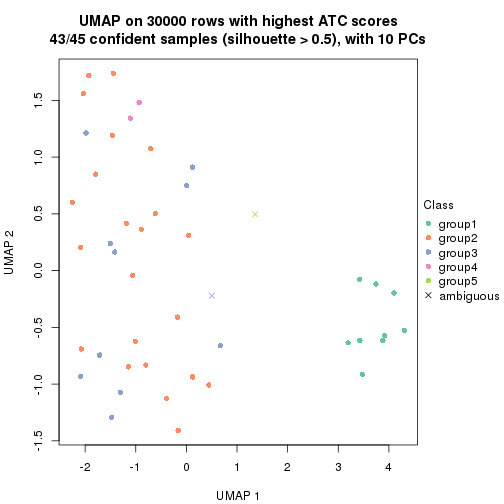 UMAP on 30000 rows with highest ATC scores
43/45 confident samples (silhouette > 0.5), with 10 PCs
1.5
1.0
0.5
0.0
-0.5
-1.0
-1.5
UMAP 2
-2 -1 0 1 2 3 4
UMAP 1
Class
group1
group2
group3
group4
group5
ambiguous